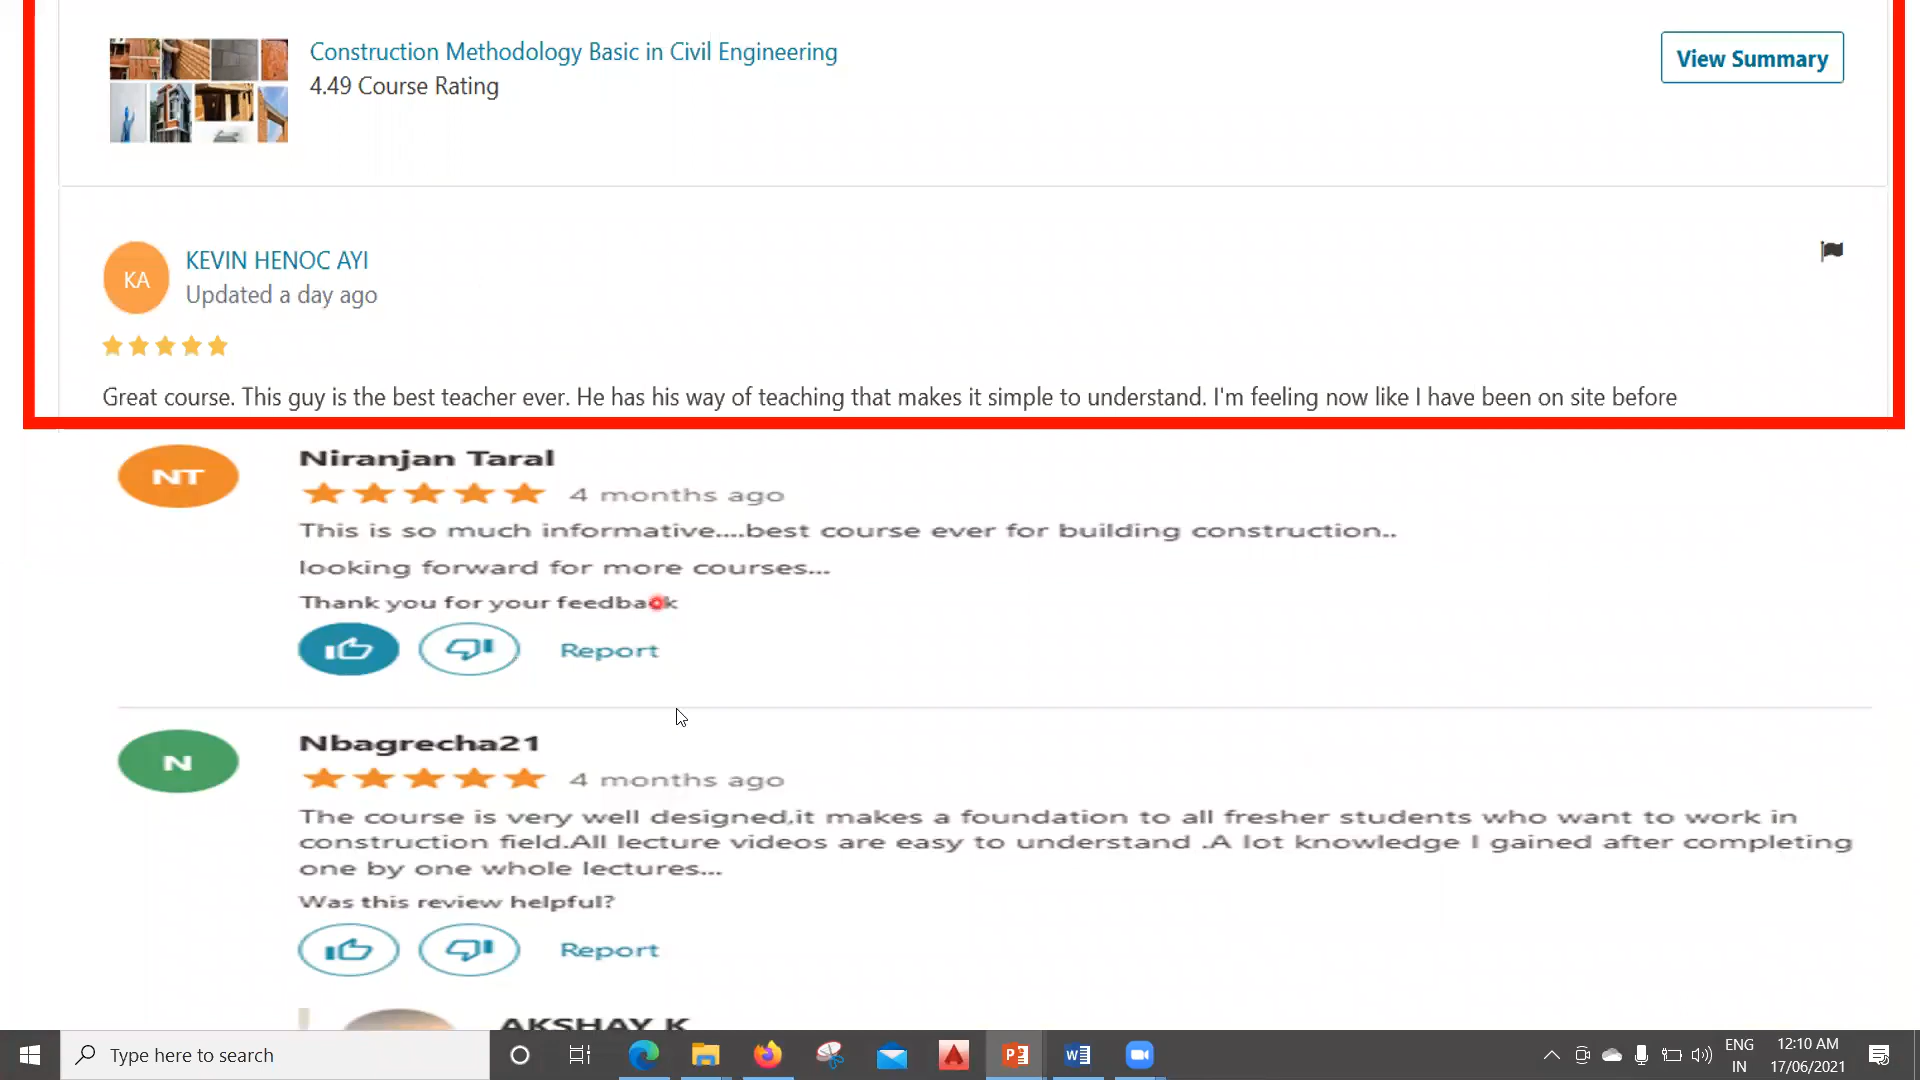 Construction Methodology Basic in Civil Engineering
View Summary
4.49 Course Rating
KA
KEVIN HENOC AYI
Updated a day ago
Great course. This guy is the best teacher ever. He has his way of teaching that makes it simple to understand. I'm feeling now like I have been on site before
NT
Niranjan Taral
4 months ago
This is so much informative....best course ever for building construction..
looking forward for more courses...
Thank you for your feedback
Report
N
Nbagrecha21
4 months ago
The course is very well designed,it makes a foundation to all fresher students who want to work in
construction field.All lecture videos are easy to understand .A lot knowledge I gained after completing
one by one whole lectures...
Was this review helpful?
Report
AKSHAY K
Type here to search
ENG
IN
12:10 AM
17/06/2021